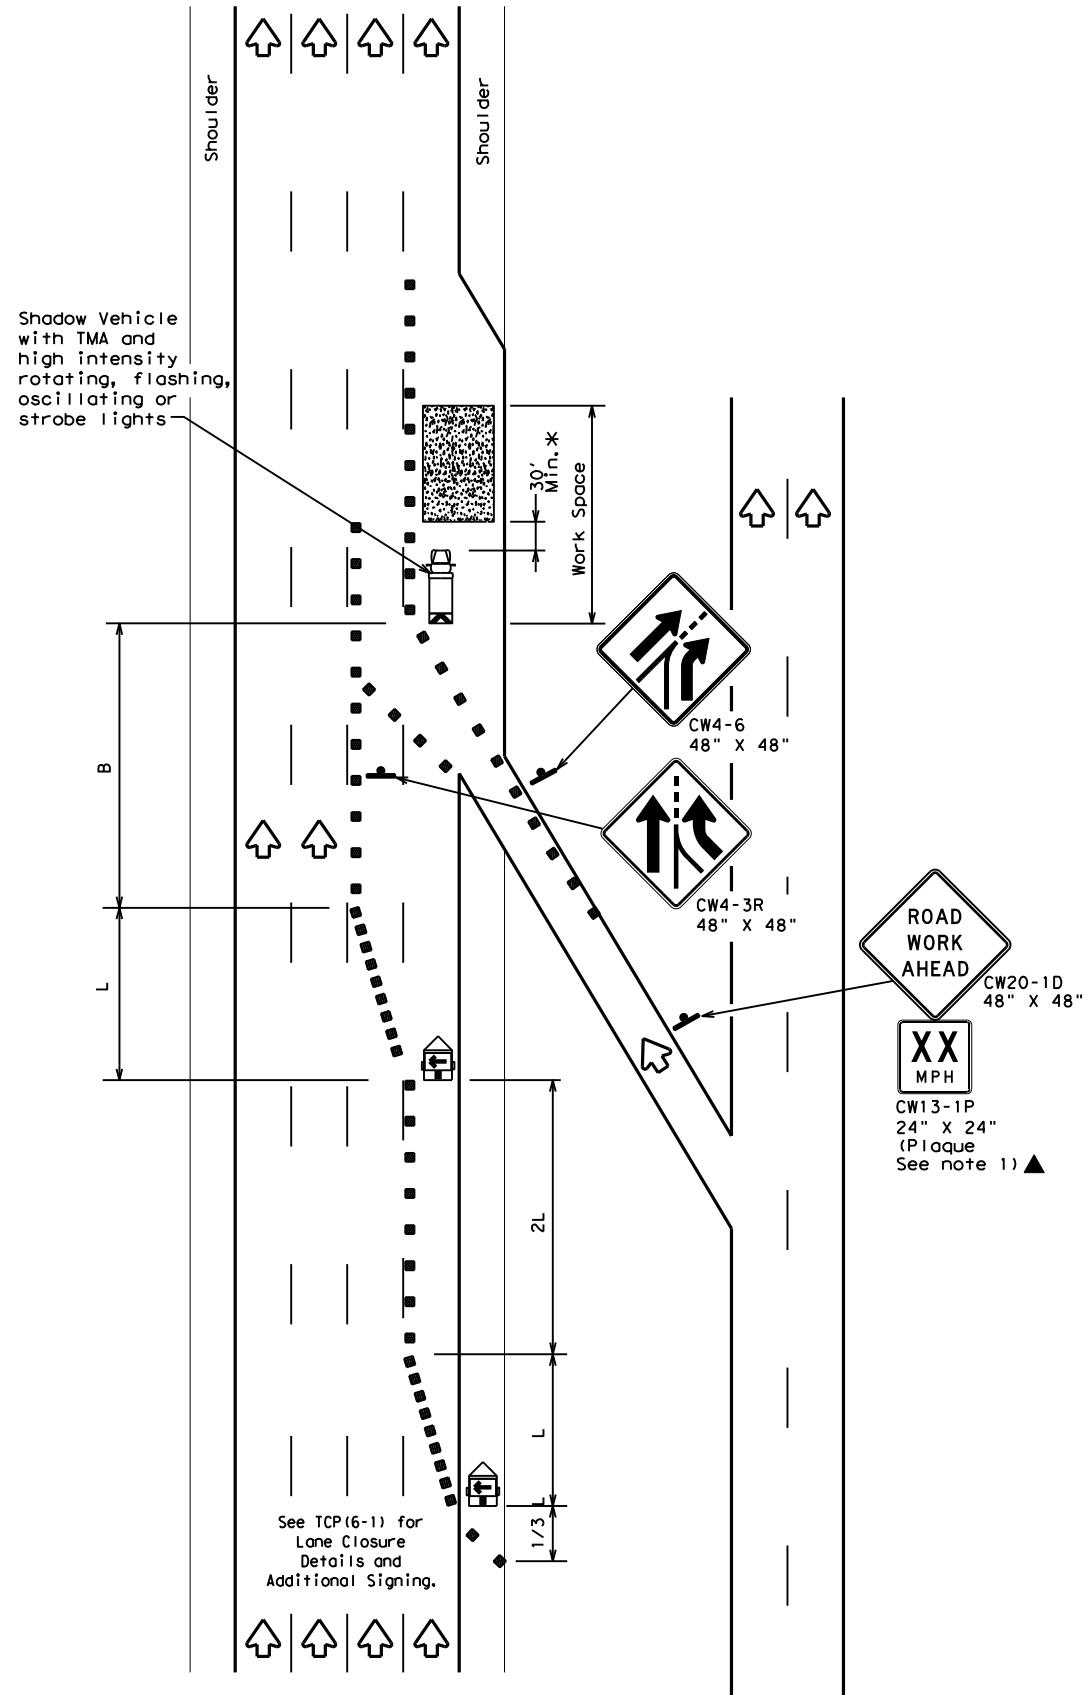 Shoulder
Shoulder
Shadow Vehicle
with TMA and
high intensity
rotating, flashing,
oscillating or
strobe lights
30'
Min.*
Work Space
CW4-6
48" X 48"
B
CW4-3R
48" X 48"
ROAD
WORK
AHEAD
CW20-1D
48" X 48"
L
XX
MPH
CW13-1P
24" X 24"
(Plaque
See note 1)▲
2L
L
1/3 L
See TCP(6-1) for
Lane Closure
Details and
Additional Signing.